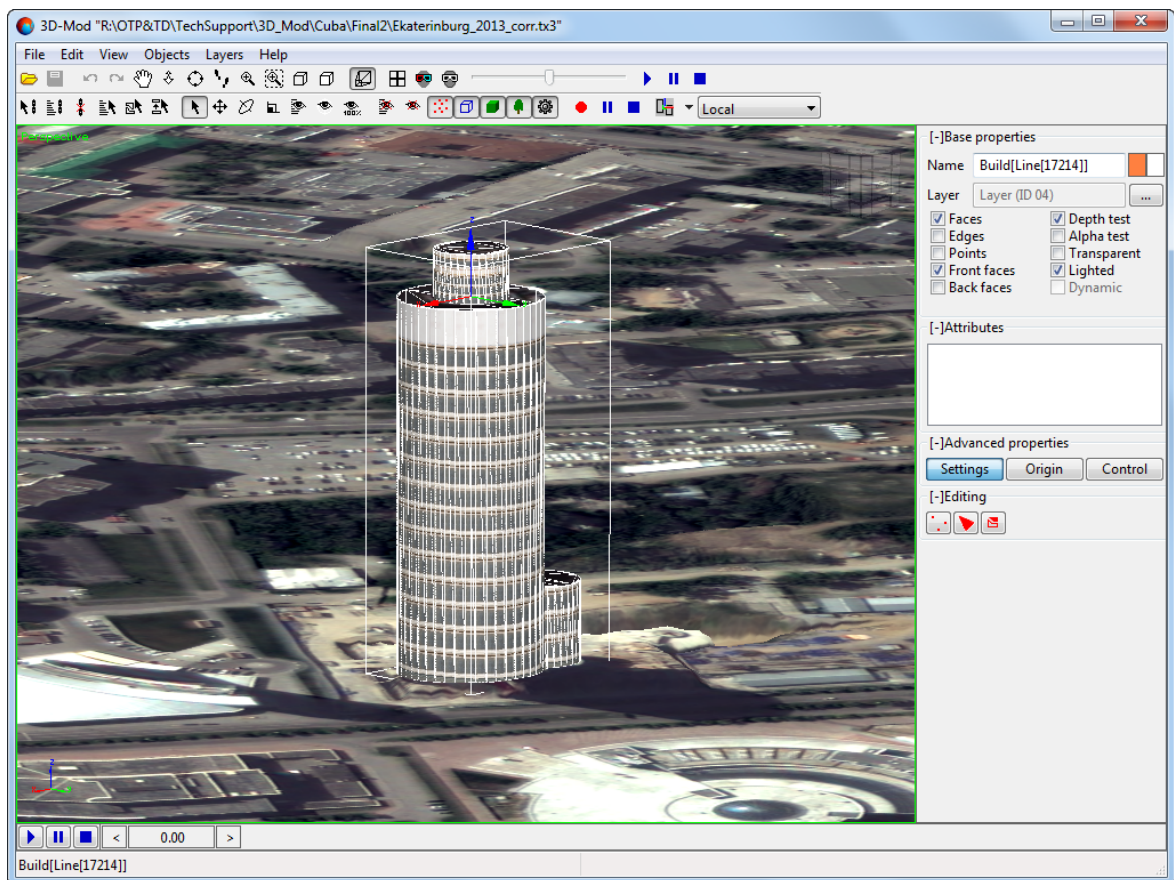 3D-Mod "R:\OTP&TD\TechSupport\3D_Mod\Cuba\Final2\Ekaterinburg_2013_corr.tx3"
File Edit View Objects Layers Help
100%
Local
Perspective
[-]Base properties
Name Build[Line[17214]]
Layer Layer (ID 04) ...
Faces Depth test
Edges Alpha test
Points Transparent
Front faces Lighted
Back faces Dynamic
[-]Attributes
[-]Advanced properties
Settings Origin Control
[-]Editing
z
z
< 0.00 >
Build[Line[17214]]